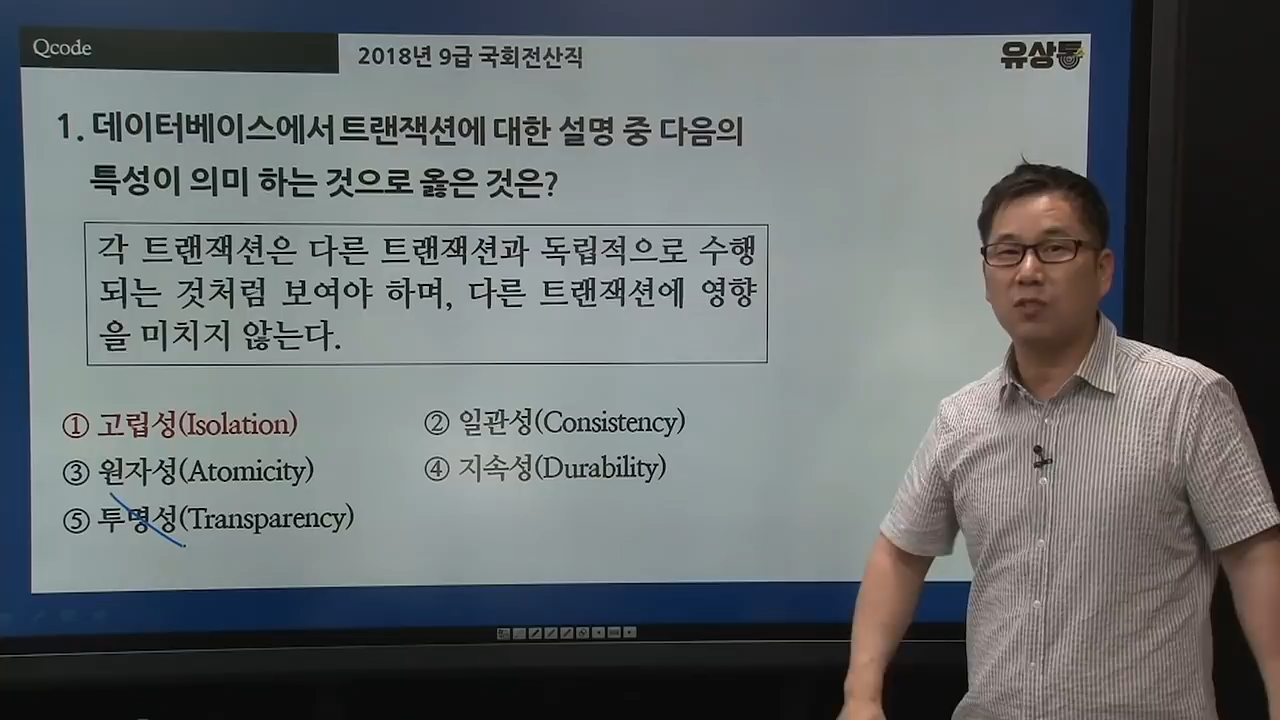 Qcode
2018년 9급 국회전산직
유상통
1. 데이터베이스에서 트랜잭션에 대한 설명 중 다음의
특성이 의미 하는 것으로 옳은 것은?
각 트랜잭션은 다른 트랜잭션과 독립적으로 수행
되는 것처럼 보여야 하며, 다른 트랜잭션에 영향
을 미치지 않는다.
① 고립성(Isolation)
② 일관성(Consistency)
③ 원자성(Atomicity)
④ 지속성(Durability)
⑤ 투명성(Transparency)